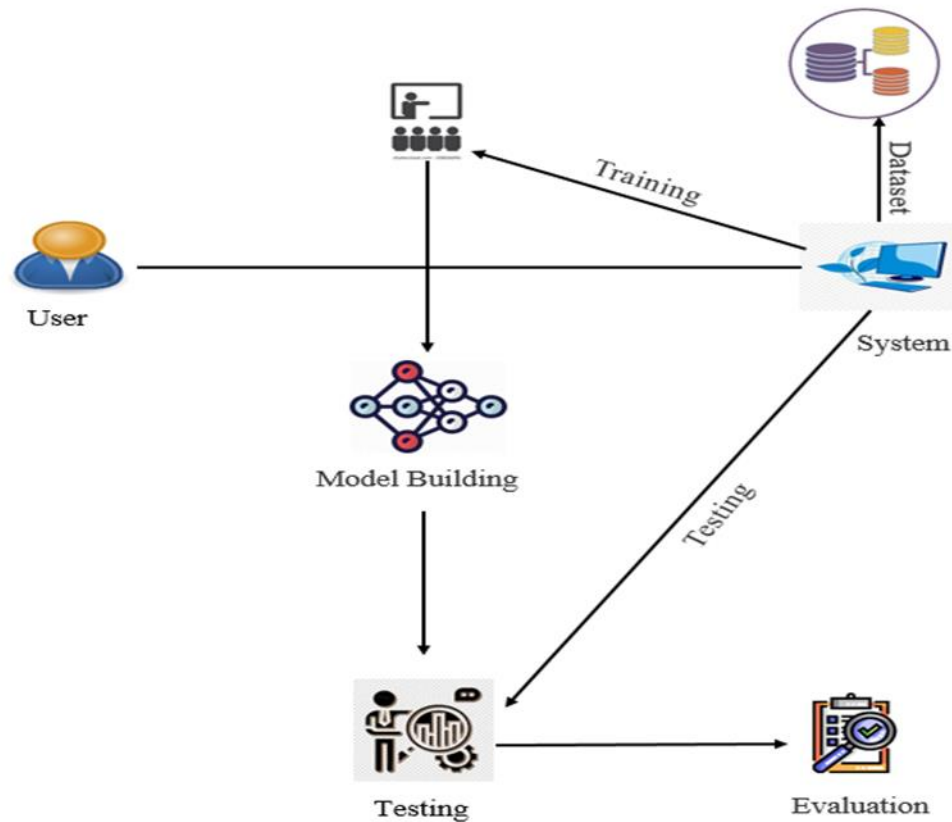 Dataset
Training
User
System
Model Building
Testing
Testing
Evaluation